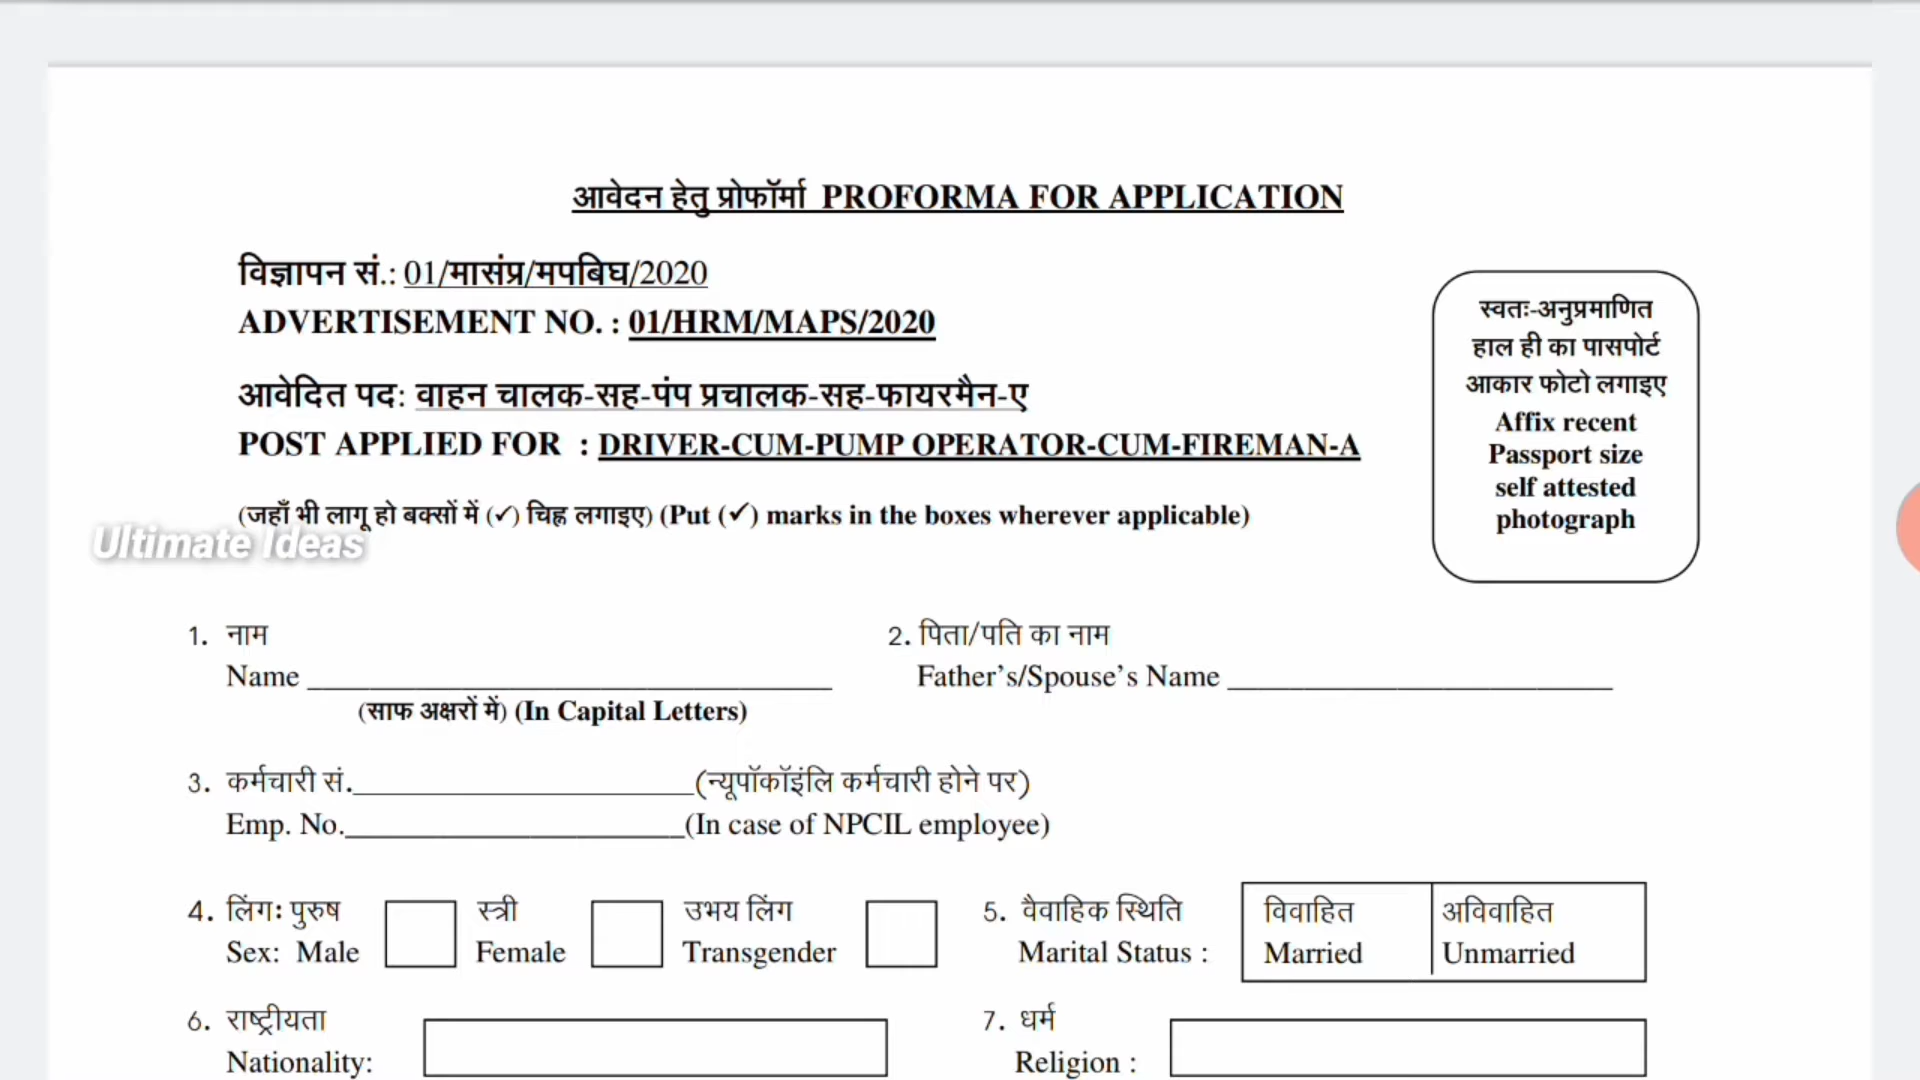 आवेदन हेतु प्रोफॉर्मा PROFORMA FOR APPLICATION
विज्ञापन सं.: 01/मासंप्र/मपबिघ/2020
ADVERTISEMENT NO. : 01/HRM/MAPS/2020
आवेदित पद: वाहन चालक-सह-पंप प्रचालक-सह-फायरमैन-ए
POST APPLIED FOR : DRIVER-CUM-PUMP OPERATOR-CUM-FIREMAN-A
(जहाँ भी लागू हो बक्सों में (✓) चिह्न लगाइए) (Put (✓) marks in the boxes wherever applicable)
स्वतः-अनुप्रमाणित
हाल ही का पासपोर्ट
आकार फोटो लगाइए
Affix recent
Passport size
self attested
photograph
Ultimate Ideas
1. नाम
Name
(साफ अक्षरों में) (In Capital Letters)
2. पिता/पति का नाम
Father's/Spouse's Name
3. कर्मचारी सं.(न्यूपॉकॉइंलि कर्मचारी होने पर)
Emp. No.(In case of NPCIL employee)
4. लिंगः पुरुष स्त्री उभय लिंग
Sex: Male Female Transgender
5. वैवाहिक स्थिति विवाहित अविवाहित
Marital Status : Married Unmarried
6. राष्ट्रीयता
Nationality:
7. धर्म
Religion :